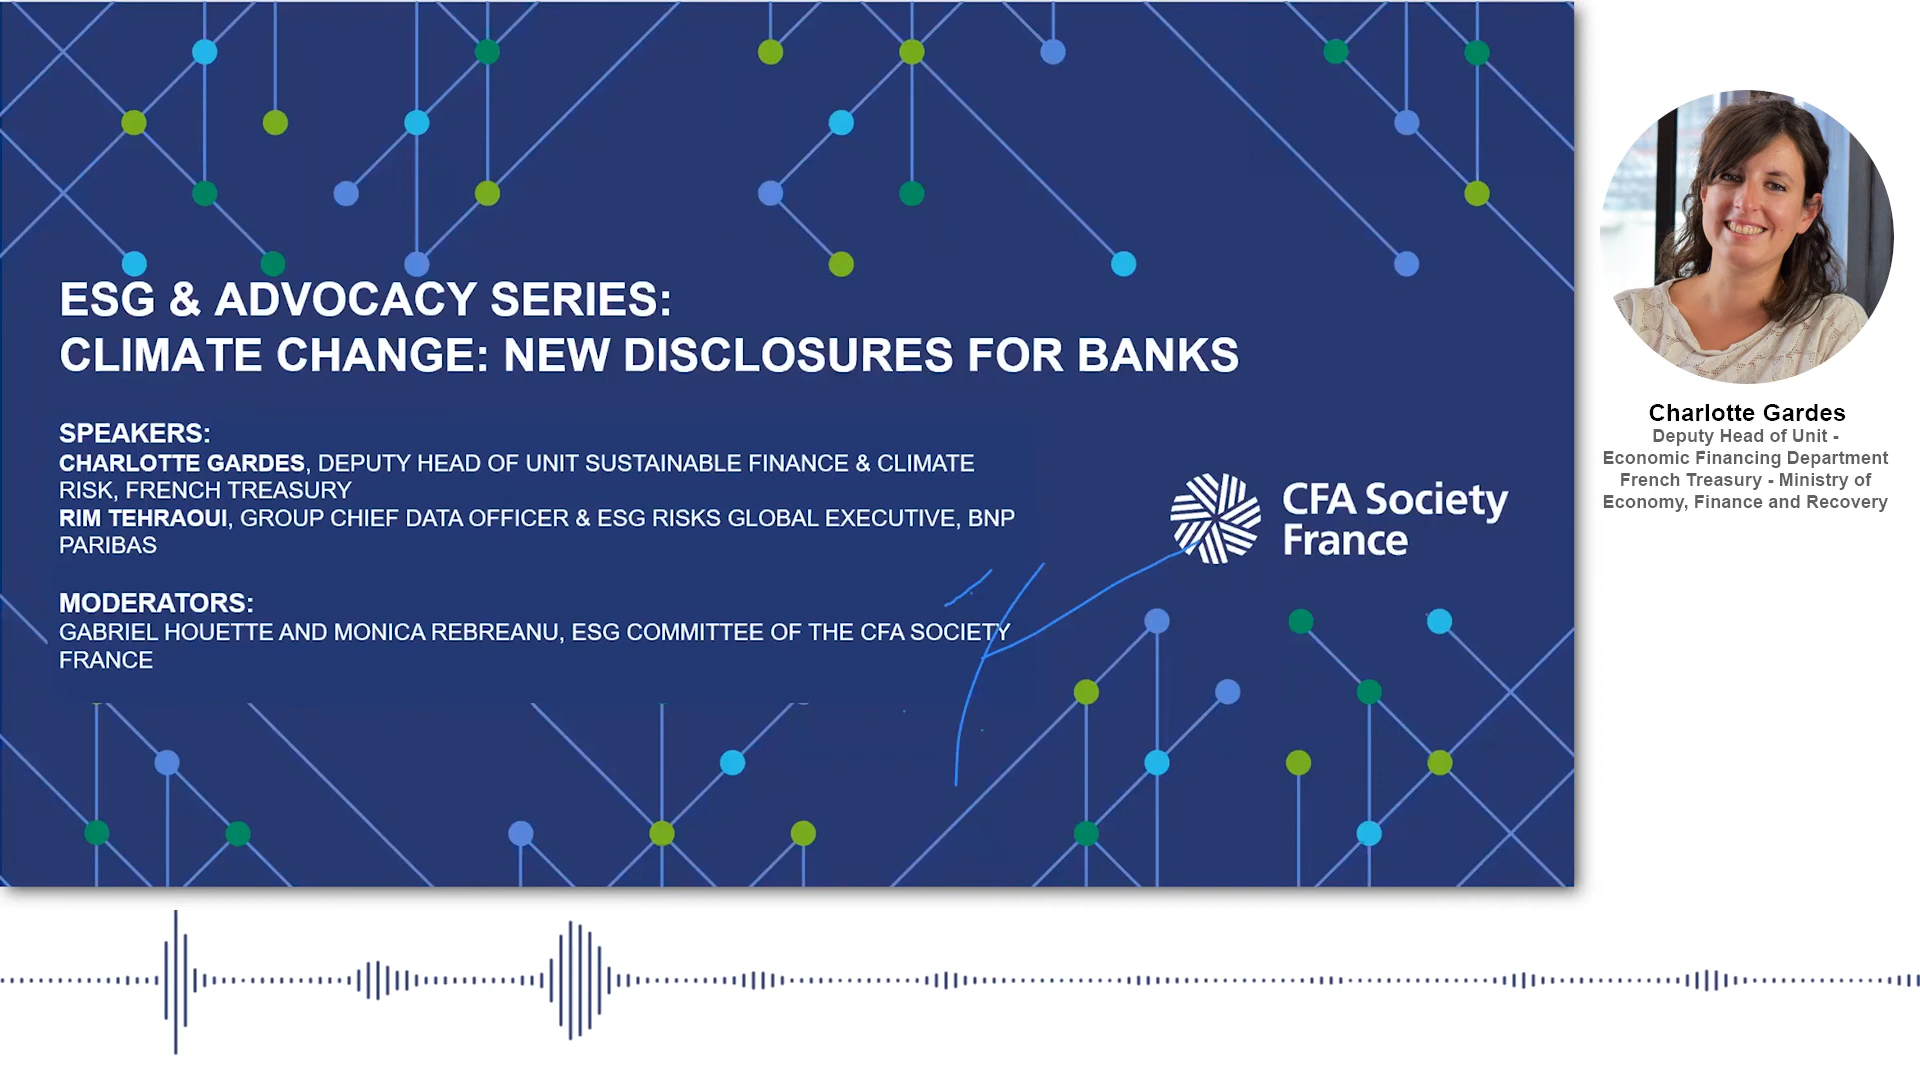 ESG & ADVOCACY SERIES:
CLIMATE CHANGE: NEW DISCLOSURES FOR BANKS
SPEAKERS:
CHARLOTTE GARDES, DEPUTY HEAD OF UNIT SUSTAINABLE FINANCE & CLIMATE
RISK, FRENCH TREASURY
RIM TEHRAOUI, GROUP CHIEF DATA OFFICER & ESG RISKS GLOBAL EXECUTIVE, BNP
PARIBAS
MODERATORS:
GABRIEL HOUETTE AND MONICA REBREANU, ESG COMMITTEE OF THE CFA SOCIETY
FRANCE
CFA Society
France
Charlotte Gardes
Deputy Head of Unit -
Economic Financing Department
French Treasury - Ministry of
Economy, Finance and Recovery